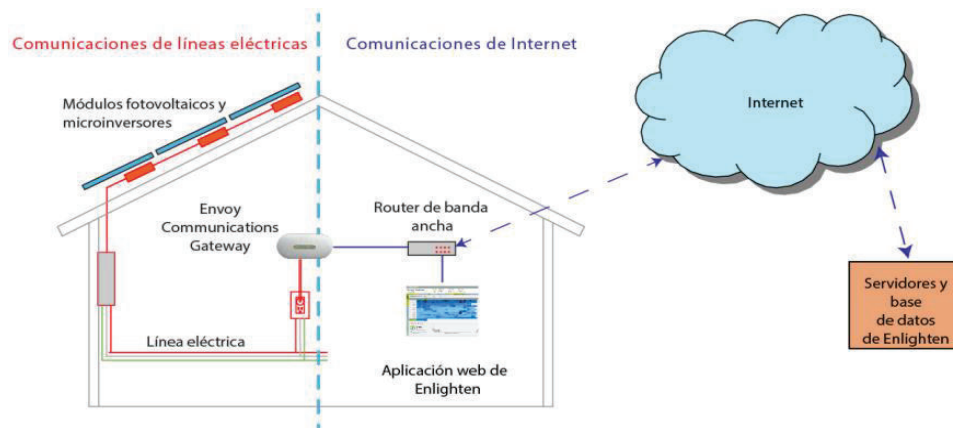 Comunicaciones de líneas eléctricas
Comunicaciones de Internet
Módulos fotovoltaicos y
microinversores
Internet
Envoy
Communications
Gateway
Router de banda
ancha
Servidores y
base
de datos
de Enlighten
Línea eléctrica
Aplicación web de
Enlighten